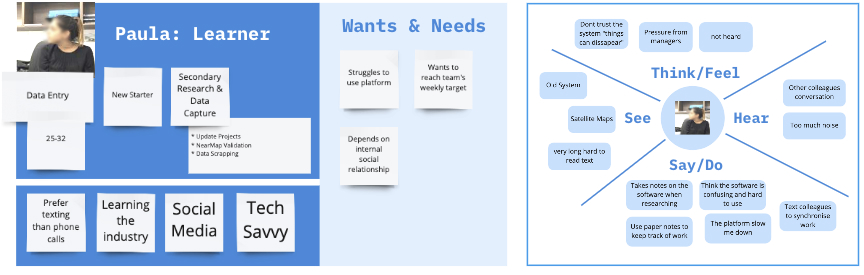 Paula: Learner
Data Entry
New Starter
Secondary
Research &
Data
Capture
25-32
* Update Projects
* NearMap Validation
* Data Scrapping
Prefer
texting
than phone
calls
Learning
the
industry
Social
Media
Tech
Savvy
Wants & Needs
Struggles to
use platform
Wants to
reach team's
weekly target
Depends on
internal
social
relationship
Think/Feel
Dont trust the
system "things
can dissapear"
Pressure from
managers
not heard
See
Old System
Satellite Maps
very long hard to
read text
Hear
Other colleagues
conversation
Too much noise
Say/Do
Takes notes on the
software when
researching
Think the software is
confusing and hard
to use
Text colleagues
to synchronise
work
Use paper notes to
keep track of work
The platform slow
me down